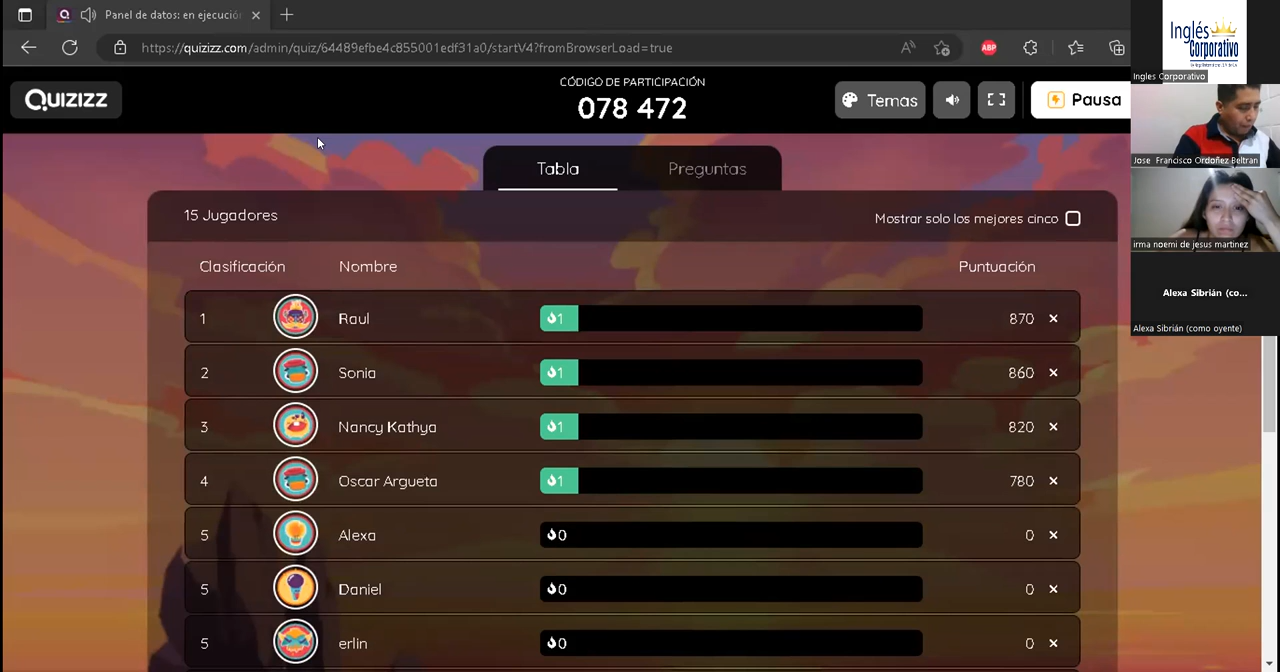 Panel de datos: en ejecución
https://quizizz.com/admin/quiz/64489efbe4c855001edf31a0/startV4?fromBrowserLoad=true
ABP
QUIZIZZ
CÓDIGO DE PARTICIPACIÓN
078 472
Temas
Pausa
Tabla
Preguntas
15 Jugadores
Mostrar solo los mejores cinco
Clasificación Nombre Puntuación
1 Raul 1 870
2 Sonia 1 860
3 Nancy Kathya 1 820
4 Oscar Argueta 1 780
5 Alexa 0 0
5 Daniel 0 0
5 erlin 0 0
Inglés
Corporativo
Ingles Corporativo
Jose Francisco Ordoñez Beltran
irma noemi de jesus martinez
Alexa Sibrián (co...
Alexa Sibrián (como oyente)